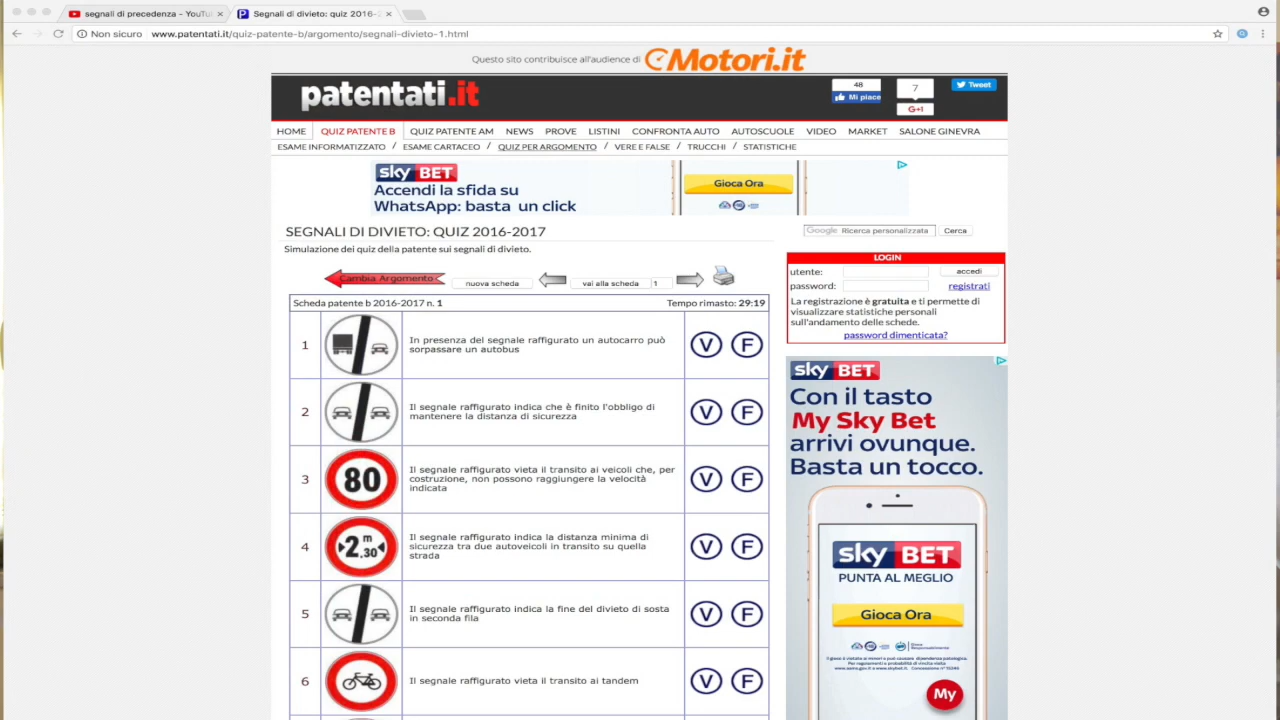 segnali di precedenza - YouTu
Segnali di divieto: quiz 2016-
Non sicuro
www.patentati.it/quiz-patente-b/argomento/segnali-divieto-1.html
Questo sito contribuisce all'audience di Motori.it
patentati.it
48
Mi piace
7
G+1
Tweet
HOME QUIZ PATENTE B QUIZ PATENTE AM NEWS PROVE LISTINI CONFRONTA AUTO AUTOSCUOLE VIDEO MARKET SALONE GINEVRA
ESAME INFORMATIZZATO / ESAME CARTACEO / QUIZ PER ARGOMENTO / VERE E FALSE / TRUCCHI / STATISTICHE
sky BET
Accendi la sfida su
WhatsApp: basta un click
Gioca Ora
SEGNALI DI DIVIETO: QUIZ 2016-2017
Simulazione dei quiz della patente sui segnali di divieto.
Google Ricerca personalizzata Cerca
Cambia Argomento nuova scheda vai alla scheda 1
Scheda patente b 2016-2017 n. 1 Tempo rimasto: 29:19
1
In presenza del segnale raffigurato un autocarro può
sorpassare un autobus
V F
2
Il segnale raffigurato indica che è finito l'obbligo di
mantenere la distanza di sicurezza
V F
3
80
Il segnale raffigurato vieta il transito ai veicoli che, per
costruzione, non possono raggiungere la velocità
indicata
V F
4
2 m
.30
Il segnale raffigurato indica la distanza minima di
sicurezza tra due autoveicoli in transito su quella
strada
V F
5
Il segnale raffigurato indica la fine del divieto di sosta
in seconda fila
V F
6
Il segnale raffigurato vieta il transito ai tandem
V F
LOGIN
utente: accedi
password: registrati
La registrazione è gratuita e ti permette di
visualizzare statistiche personali
sull'andamento delle schede.
password dimenticata?
sky BET
Con il tasto
My Sky Bet
arrivi ovunque.
Basta un tocco.
sky BET
PUNTA AL MEGLIO
Gioca Ora
My